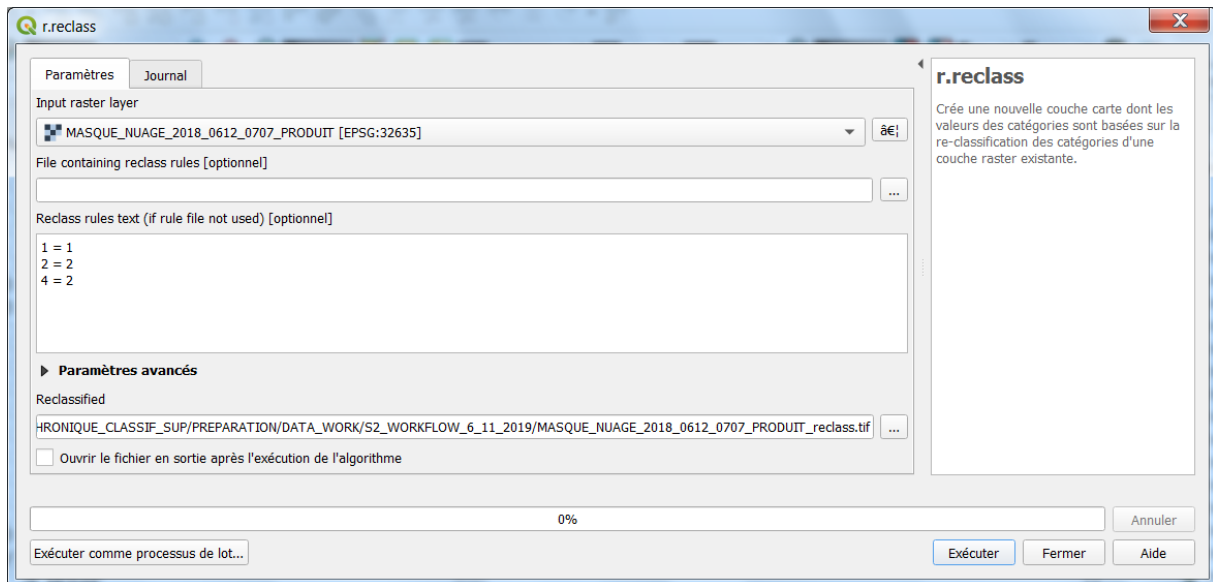 r.reclass
Paramètres
Journal
Input raster layer
MASQUE_NUAGE_2018_0612_0707_PRODUIT [EPSG:32635]
â€¦
File containing reclass rules [optionnel]
...
Reclass rules text (if rule file not used) [optionnel]
1 = 1
2 = 2
4 = 2
Paramètres avancés
Reclassified
HRONIQUE_CLASSIF_SUP/PREPARATION/DATA_WORK/S2_WORKFLOW_6_11_2019/MASQUE_NUAGE_2018_0612_0707_PRODUIT_reclass.tif
...
Ouvrir le fichier en sortie après l'exécution de l'algorithme
r.reclass
Crée une nouvelle couche carte dont les
valeurs des catégories sont basées sur la
re-classification des catégories d'une
couche raster existante.
0%
Annuler
Exécuter comme processus de lot...
Exécuter
Fermer
Aide